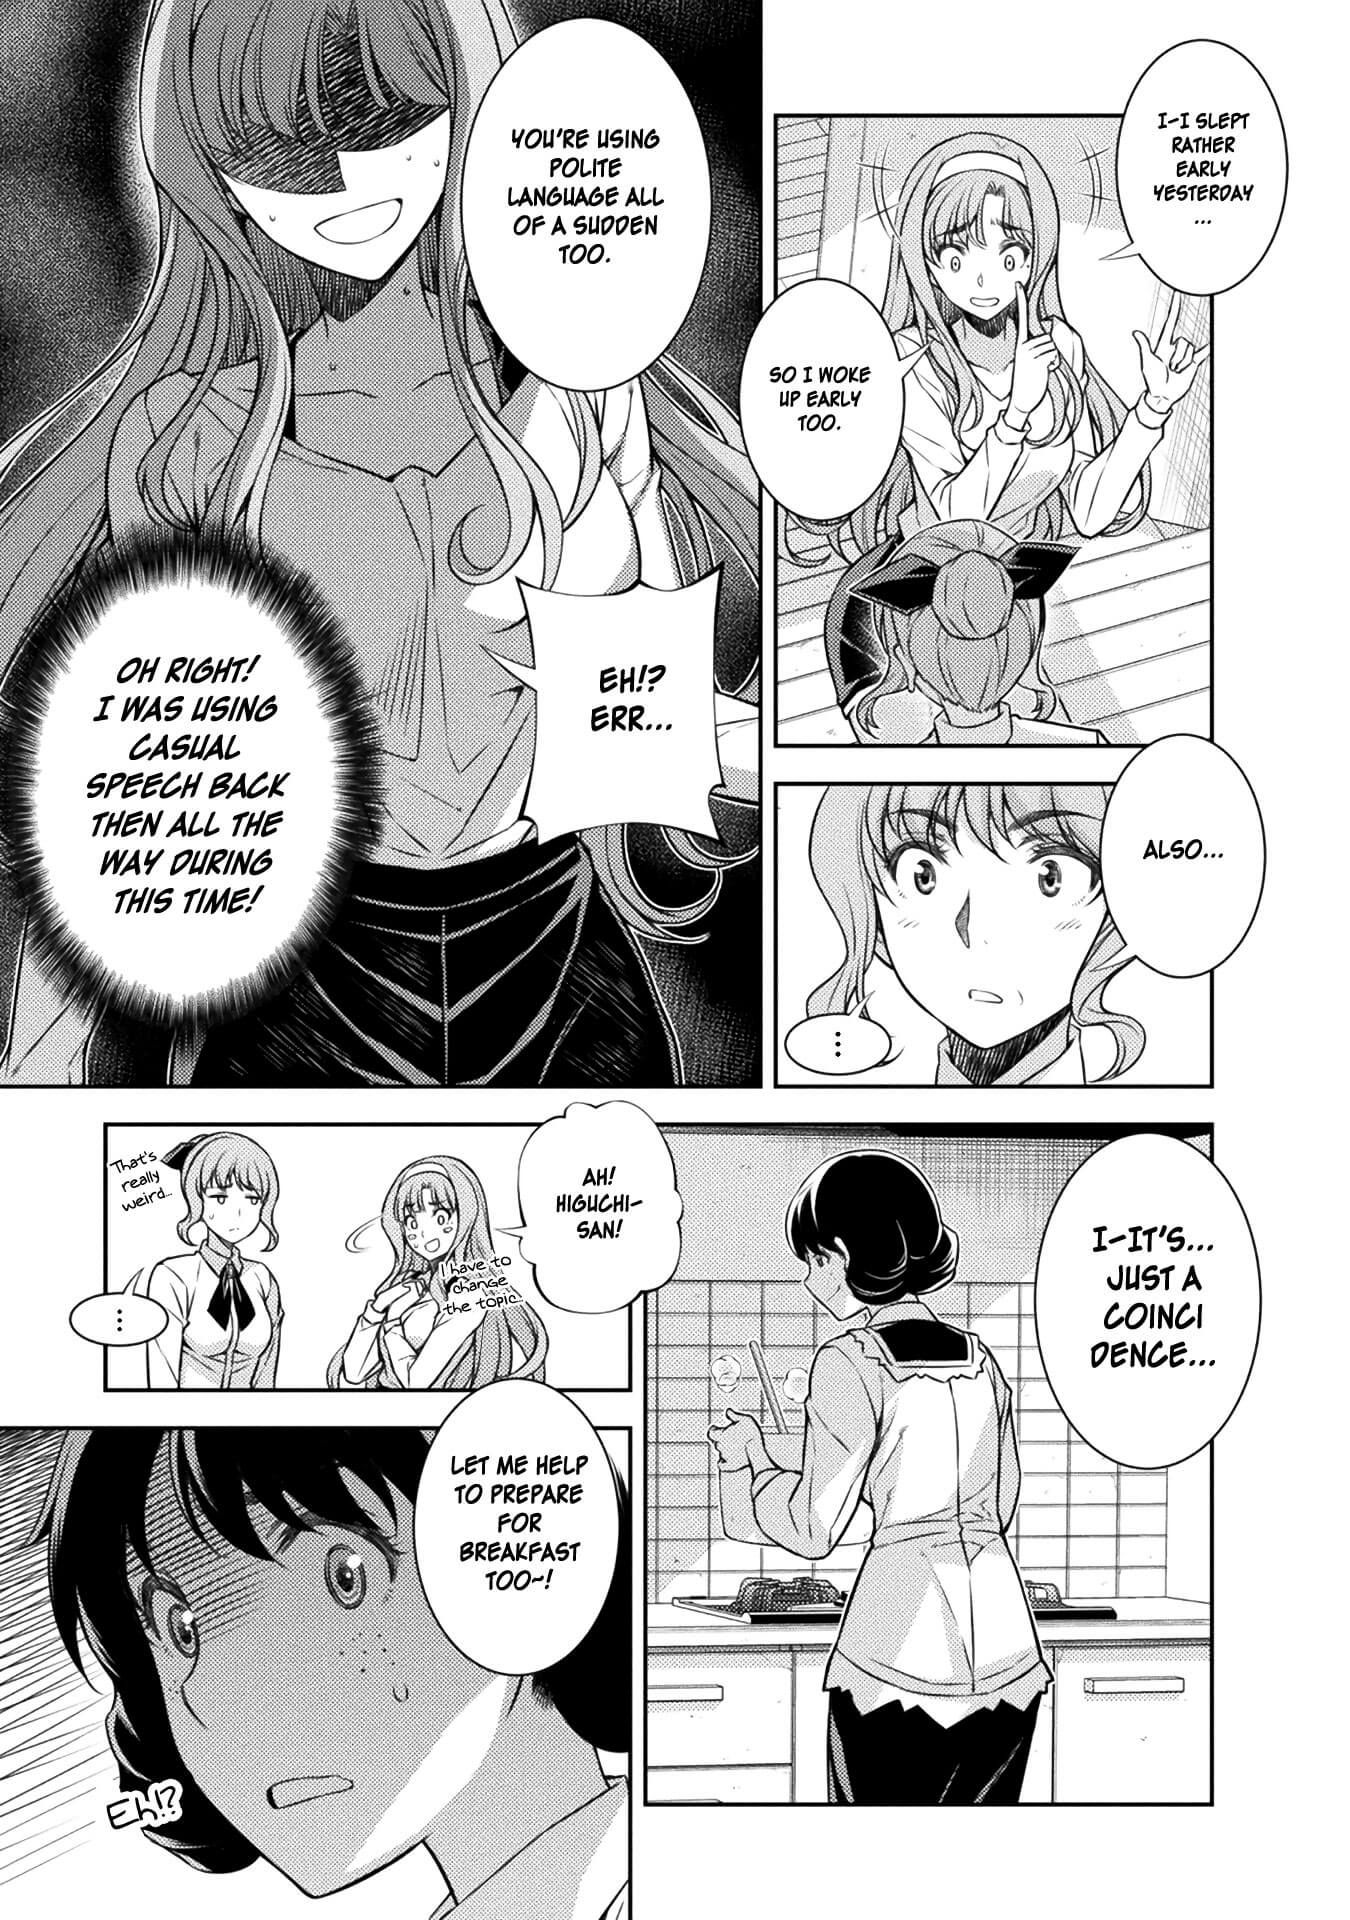 I-I SLEPT
RATHER
EARLY
YESTERDAY
...
SO I WOKE
UP EARLY
TOO.
ALSO...
...
YOU'RE USING
POLITE
LANGUAGE ALL
OF A SUDDEN
TOO.
EH!?
ERR...
OH RIGHT!
I WAS USING
CASUAL
SPEECH BACK
THEN ALL THE
WAY DURING
THIS TIME!
I-IT'S...
JUST A
COINCI
DENCE...
AH!
HIGUCHI-
SAN!
I have to
change
the topic...
That's
really
weird...
...
LET ME HELP
TO PREPARE
FOR
BREAKFAST
TOO~!
Eh!?